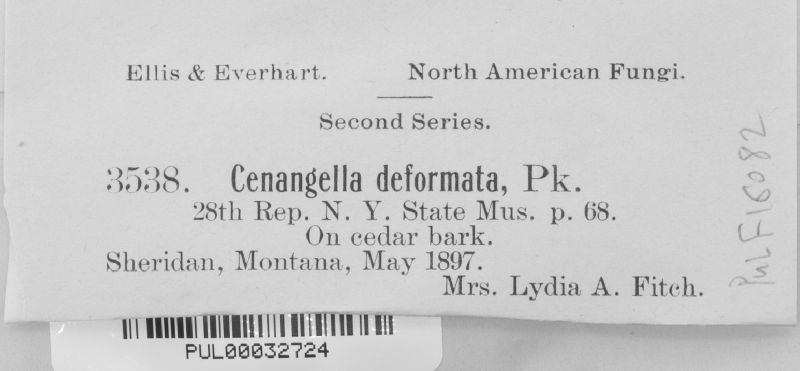 Ellis & Everhart. North American Fungi.
Second Series.
3538. Cenangella deformata, Pk.
28th Rep. N. Y. State Mus. p. 68.
On cedar bark.
Sheridan, Montana, May 1897.
Mrs. Lydia A. Fitch.
PUL F16082
PUL00032724